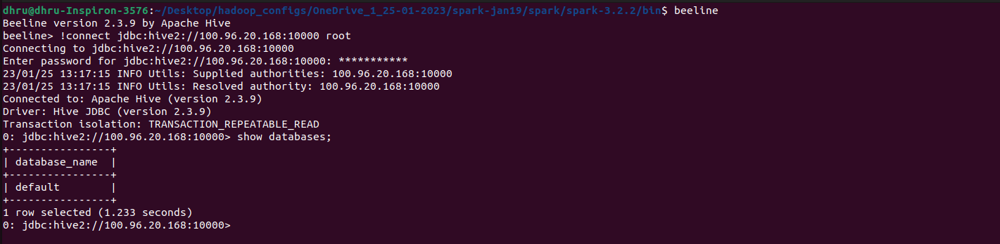 dhru@dhru-Inspiron-3576:~/Desktop/hadoop_configs/OneDrive_1_25-01-2023/spark-jan19/spark/spark-3.2.2/bin$ beeline
Beeline version 2.3.9 by Apache Hive
beeline> !connect jdbc:hive2://100.96.20.168:10000 root
Connecting to jdbc:hive2://100.96.20.168:10000
Enter password for jdbc:hive2://100.96.20.168:10000: ***********
23/01/25 13:17:15 INFO Utils: Supplied authorities: 100.96.20.168:10000
23/01/25 13:17:15 INFO Utils: Resolved authority: 100.96.20.168:10000
Connected to: Apache Hive (version 2.3.9)
Driver: Hive JDBC (version 2.3.9)
Transaction isolation: TRANSACTION_REPEATABLE_READ
0: jdbc:hive2://100.96.20.168:10000> show databases;
+----------------+
| database_name  |
+----------------+
| default        |
+----------------+
1 row selected (1.233 seconds)
0: jdbc:hive2://100.96.20.168:10000>